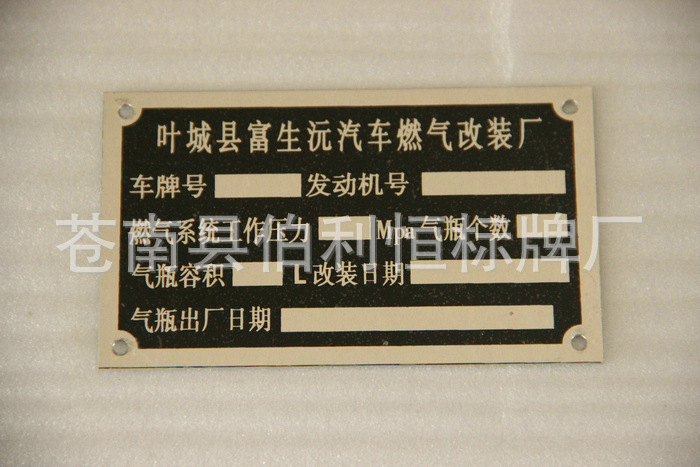 叶城县富生沅汽车燃气改装厂
车牌号 发动机号
燃气系统工作压力 Mpa 气瓶个数
苍南县伯利恒标牌厂
气瓶容积 L 改装日期
气瓶出厂日期